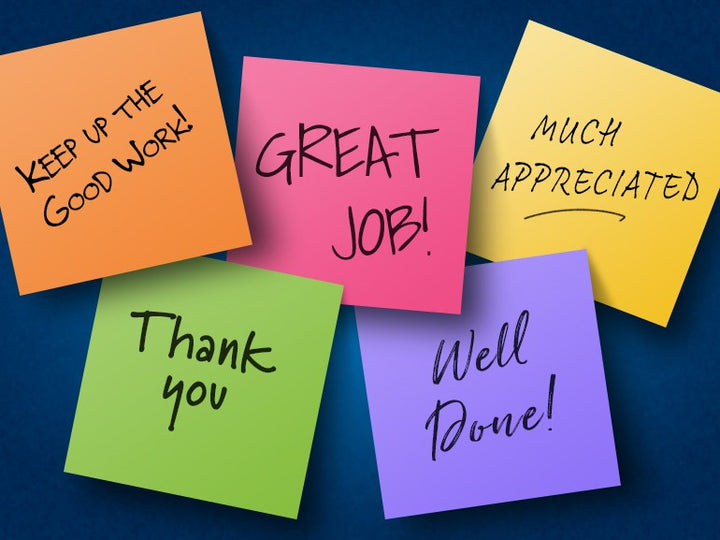 KEEP UP THE
GOOD WORK!
GREAT
JOB!
MUCH
APPRECIATED
Thank
you
Well
Done!